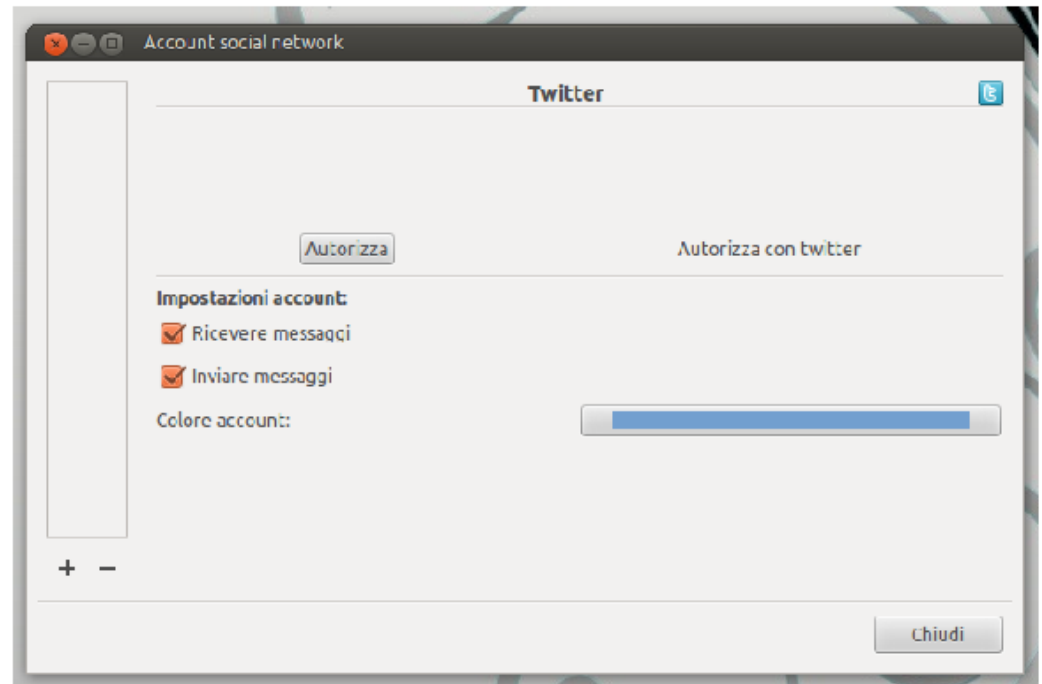 Account social network
Twitter
Autorizza
Autorizza con twitter
Impostazioni account:
Ricevere messaggi
Inviare messaggi
Colore account:
+ −
Chiudi